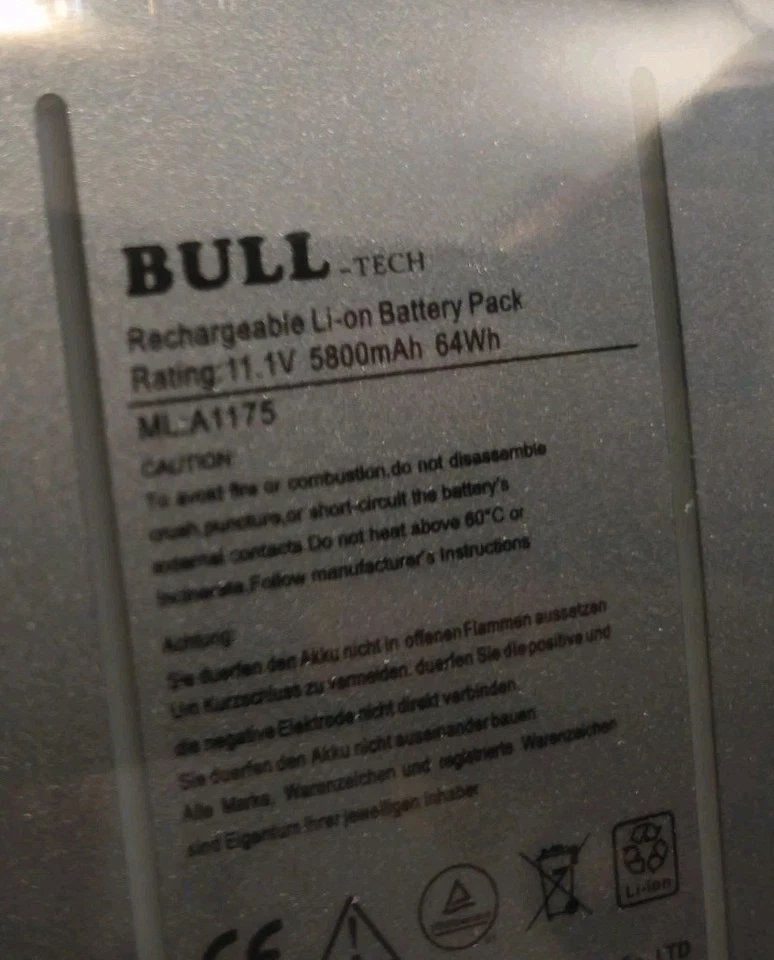 BULL-TECH
Rechargeable Li-on Battery Pack
Rating:11.1V 5800mAh 64Wh
ML:A1175
CAUTION:
To avoid fire or combustion,do not disassemble
crush,puncture,or short-circuit the battery's
external contacts.Do not heat above 60°C or
incinerate.Follow manufacturer's Instructions
Achtung:
Sie duerfen den Akku nicht in offenen Flammen aussetzen
Um Kurzschluss zu vermeiden. duerfen Sie die positive und
die negative Elektrode nicht direkt verbinden.
Sie duerfen den Akku nicht auseinander bauen
Alle Marke, Warenzeichen und registrierte Warenzeichen
sind Eigentum ihrer jeweiligen Inhaber
CE
Li-ion
LTD